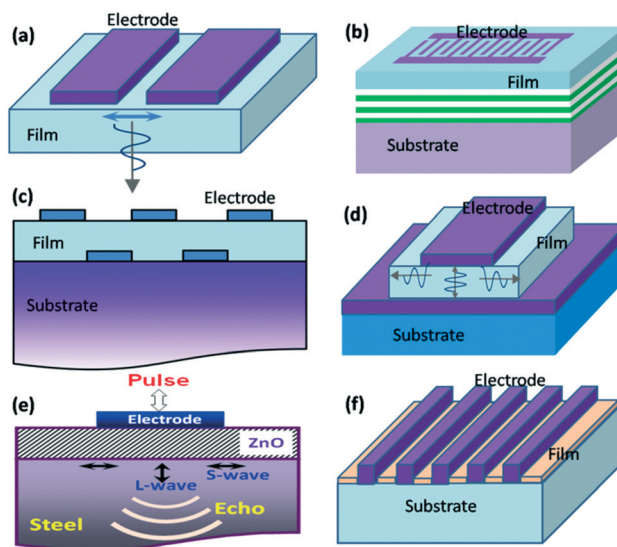 (a)
Electrode
Film
(b)
Electrode
Film
Substrate
(c)
Electrode
Film
Substrate
(d)
Electrode
Film
Substrate
Pulse
(e)
Electrode
ZnO
S-wave
L-wave
Steel
Echo
(f)
Electrode
Film
Substrate